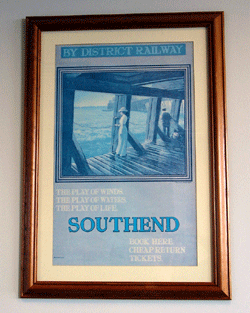 BY DISTRICT RAILWAY
THE PLAY OF WINDS
THE PLAY OF WATERS
THE PLAY OF LIFE
SOUTHEND
BOOK HERE
CHEAP RETURN
TICKETS